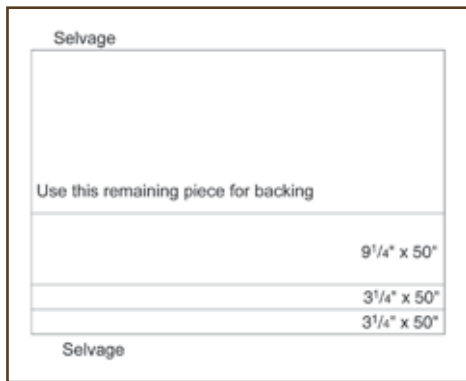 Selvage
Use this remaining piece for backing
91/4" x 50"
31/4" x 50"
31/4" x 50"
Selvage